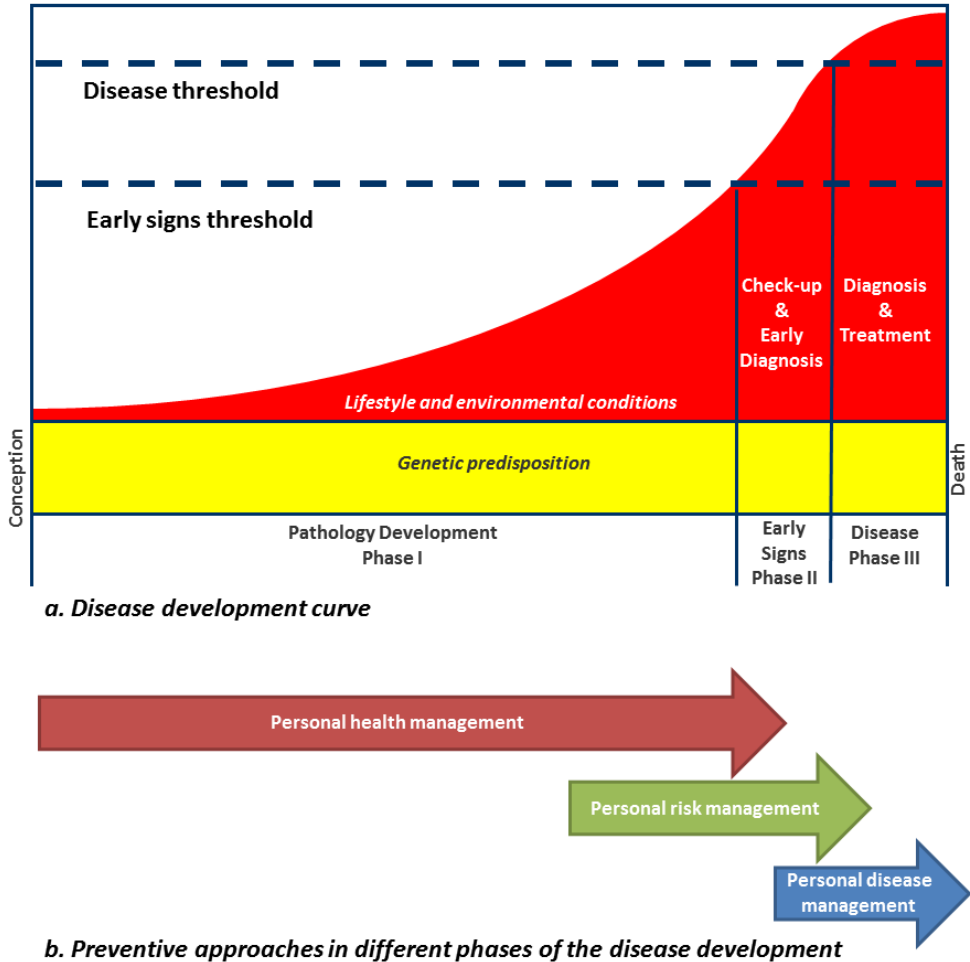 Disease threshold
Early signs threshold
Check-up
&
Early
Diagnosis
Diagnosis
&
Treatment
Lifestyle and environmental conditions
Genetic predisposition
Conception
Death
Pathology Development
Phase I
Early
Signs
Phase II
Disease
Phase III
a. Disease development curve
Personal health management
Personal risk management
Personal disease
management
b. Preventive approaches in different phases of the disease development